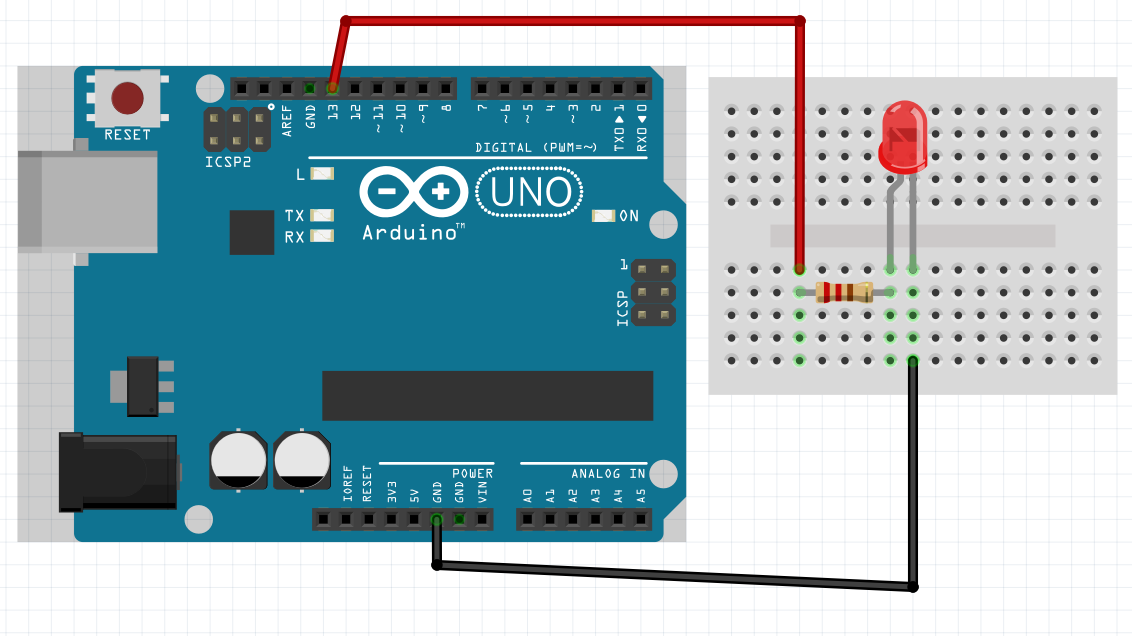 RESET
ICSP2
AREF
GND
13
12
~11
~10
~9
8
7
~6
~5
4
~3
2
TX0▶1
RX0◀0
DIGITAL (PWM=~)
L
TX
RX
UNO
Arduino™
ON
1
ICSP
IOREF
RESET
3V3
5V
GND
GND
VIN
POWER
ANALOG IN
A0
A1
A2
A3
A4
A5